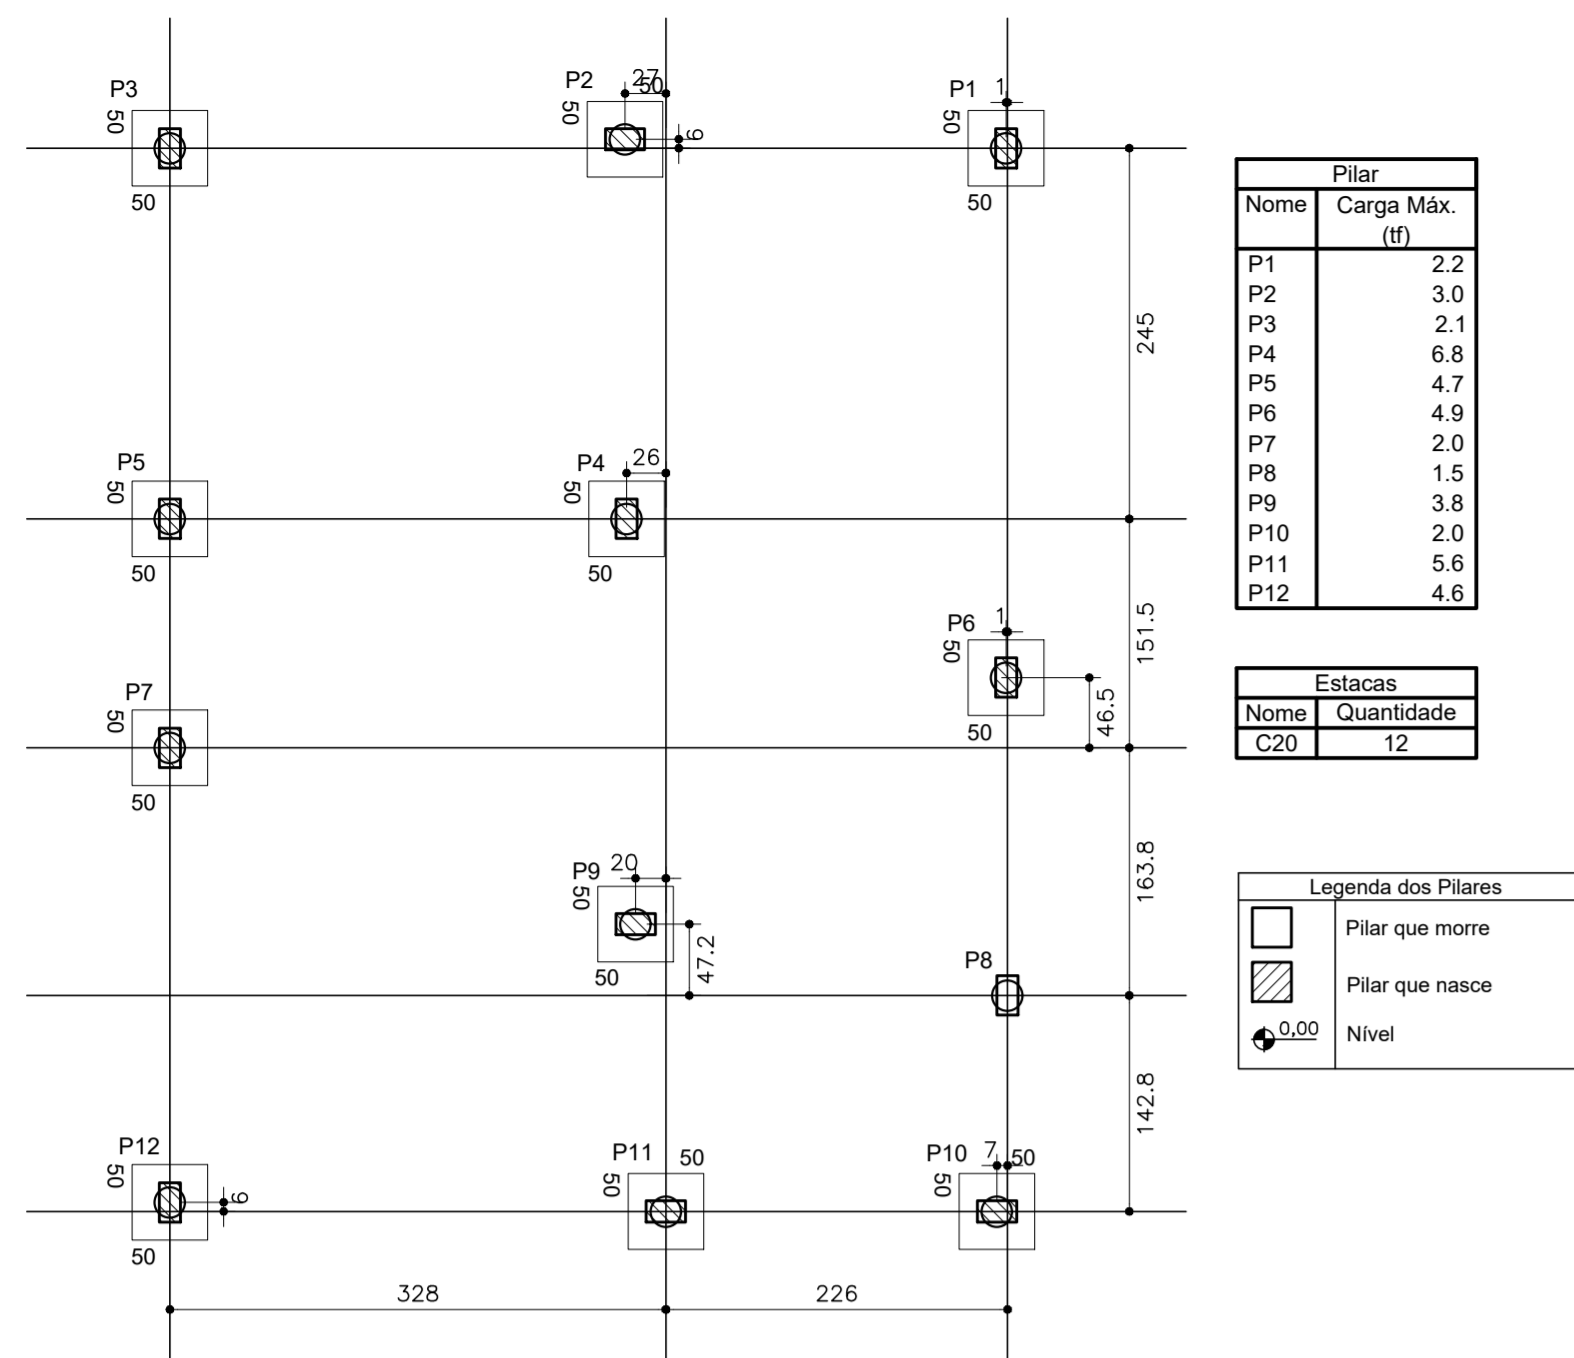 P3
50
50
P2
27
50
50
6
P1
1
50
50
245
P5
50
50
P4
26
50
50
151.5
P6
1
50
50
46.5
P7
50
50
163.8
P9
20
50
50
47.2
P8
142.8
P12
50
6
50
P11
50
50
P10
7
50
50
328
226
Pilar
Nome Carga Máx.
(tf)
P1 2.2
P2 3.0
P3 2.1
P4 6.8
P5 4.7
P6 4.9
P7 2.0
P8 1.5
P9 3.8
P10 2.0
P11 5.6
P12 4.6
Estacas
Nome Quantidade
C20 12
Legenda dos Pilares
Pilar que morre
Pilar que nasce
0,00 Nível